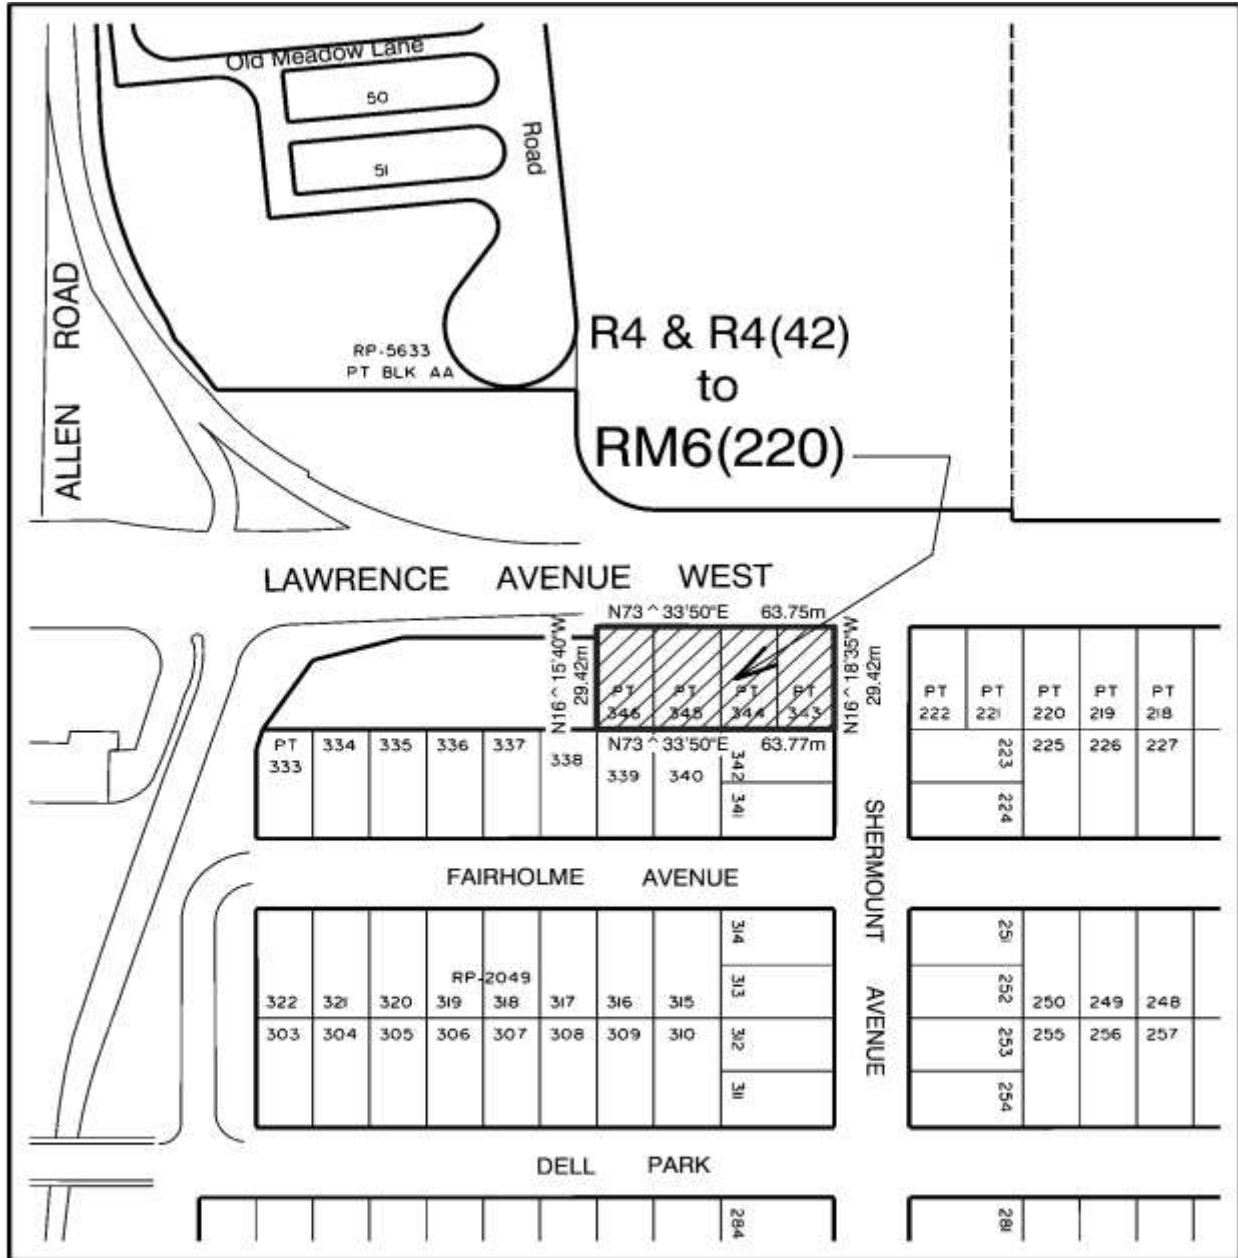 Old Meadow Lane
50
51
Road
ALLEN ROAD
RP-5633
PT BLK AA
R4 & R4(42)
to
RM6(220)
LAWRENCE AVENUE WEST
N73 ^ 33'50"E 63.75m
N16 ^ 15'40"W
29.42m
N16 ^ 18'35"W
29.42m
PT PT PT PT
346 345 344 343
PT PT PT PT PT
222 221 220 219 218
N73 ^ 33'50"E 63.77m
PT
333
334 335 336 337
338
339 340
342
341
223
224
225 226 227
SHERMOUNT AVENUE
FAIRHOLME AVENUE
314
313
312
311
RP-2049
322 321 320 319 318 317 316 315
303 304 305 306 307 308 309 310
251
252
253
254
250 249 248
255 256 257
DELL PARK
284
281